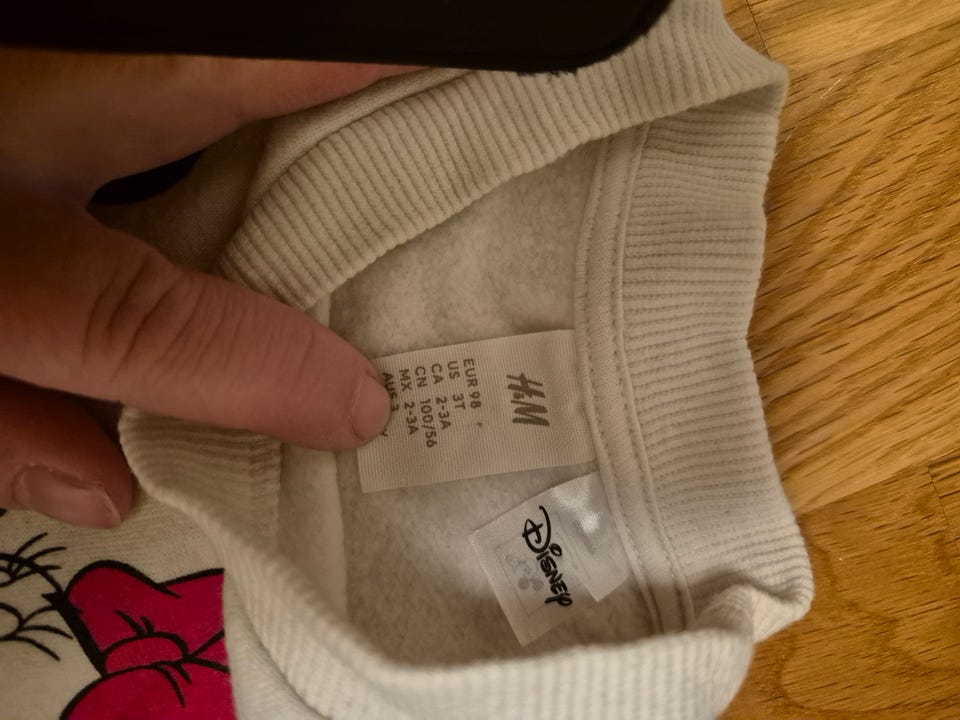 H&M
EUR 98
US 3T
CA 2-3A
CN 100/56
MX 2-3A
Disney